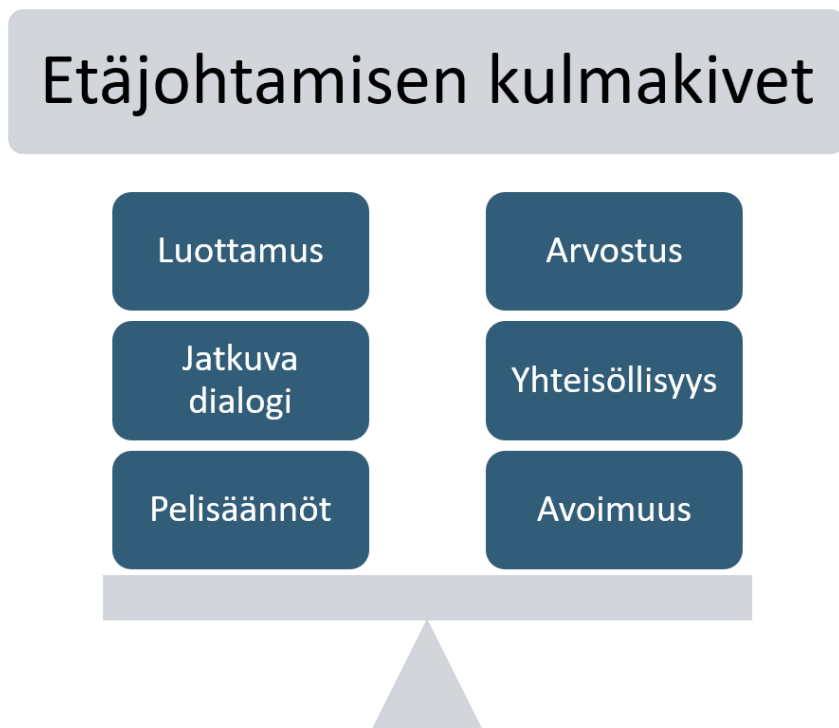 Etäjohtamisen kulmakivet
Luottamus
Arvostus
Jatkuva
dialogi
Yhteisöllisyys
Pelisäännöt
Avoimuus